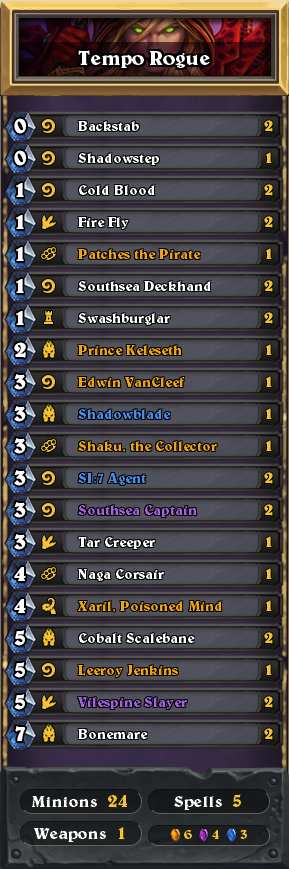 Tempo Rogue
0 Backstab 2
0 Shadowstep 1
1 Cold Blood 2
1 Fire Fly 2
1 Patches the Pirate 1
1 Southsea Deckhand 2
1 Swashburglar 2
2 Prince Keleseth 1
3 Edwin VanCleef 1
3 Shadowblade 1
3 Shaku, the Collector 1
3 SI:7 Agent 2
3 Southsea Captain 2
3 Tar Creeper 1
4 Naga Corsair 1
4 Xaril, Poisoned Mind 1
5 Cobalt Scalebane 2
5 Leeroy Jenkins 1
5 Vilespine Slayer 2
7 Bonemare 2
Minions 24 Spells 5
Weapons 1 6 4 3